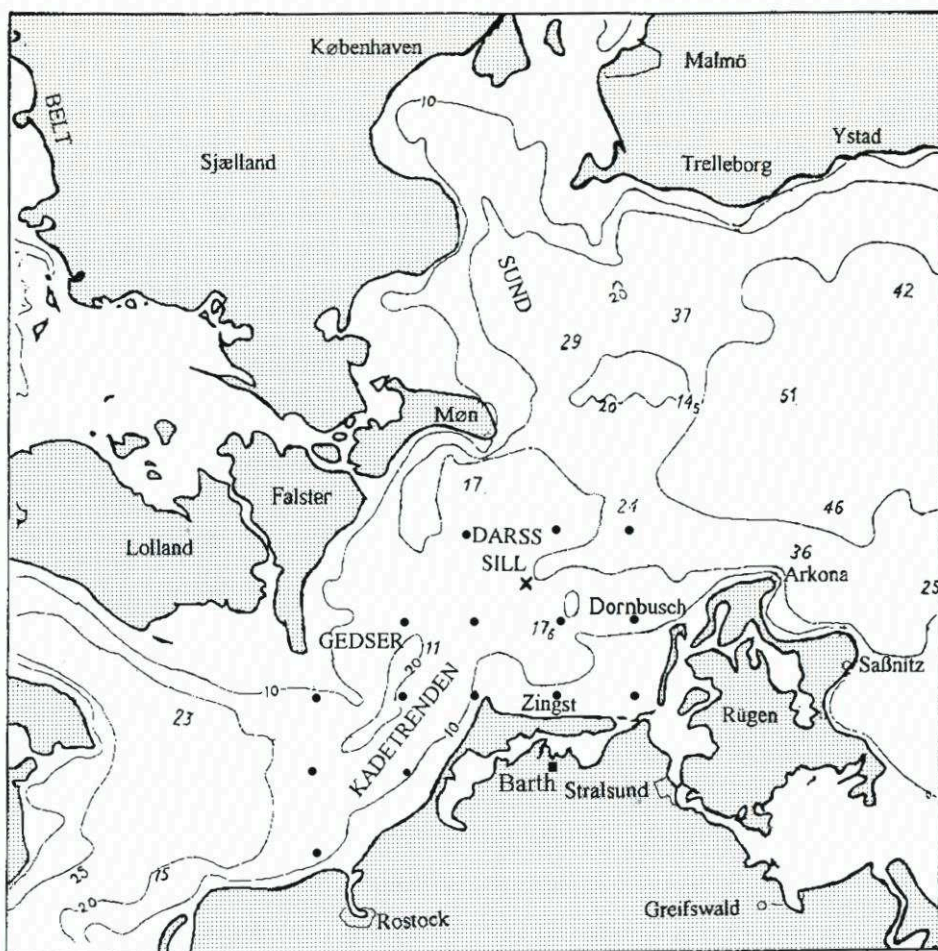 København
Malmö
10
BELT
Ystad
Sjælland
Trelleborg
SUND
20
42
37
29
51
20
14₅
Møn
17
Falster
24
46
DARSS
Lolland
SILL
36
Arkona
25
Dornbusch
17₆
GEDSER
11
20
Saßnitz
10
KADETRENDEN
Zingst
Rügen
23
10
Barth
Stralsund
25
15
20
Greifswald
Rostock